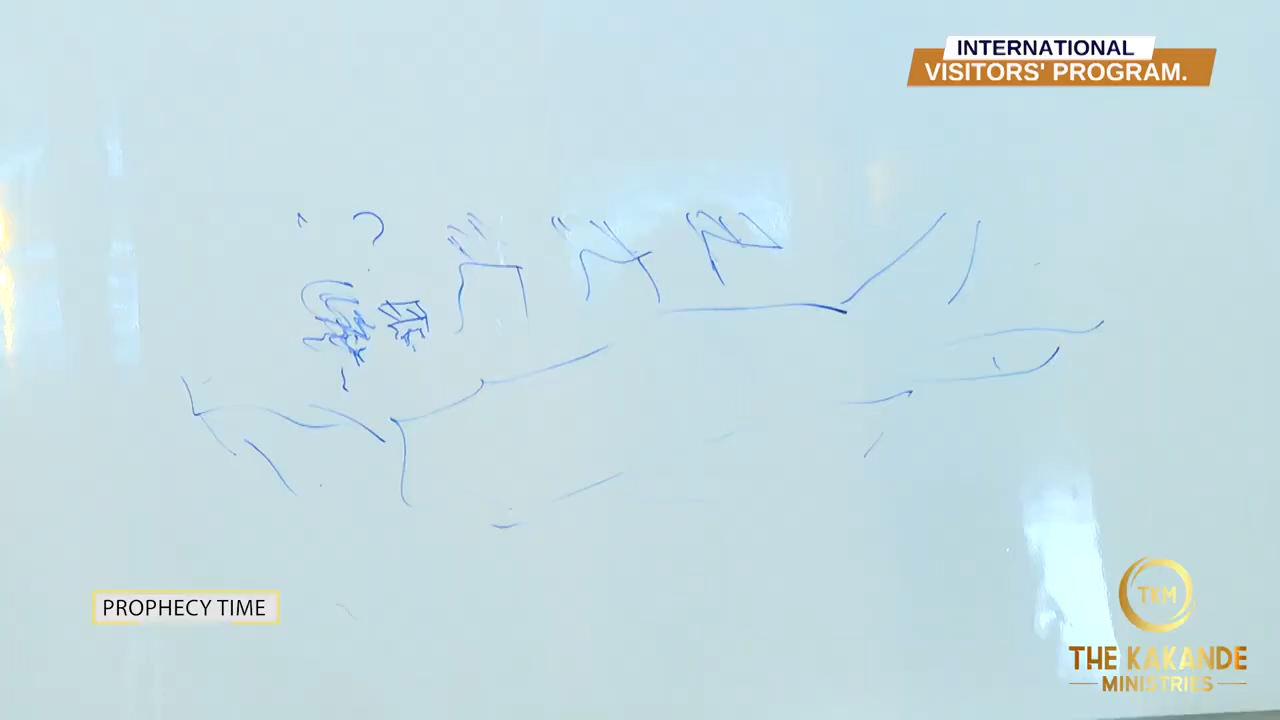 INTERNATIONAL
VISITORS' PROGRAM.
PROPHECY TIME
TKM
THE KAKANDE
MINISTRIES